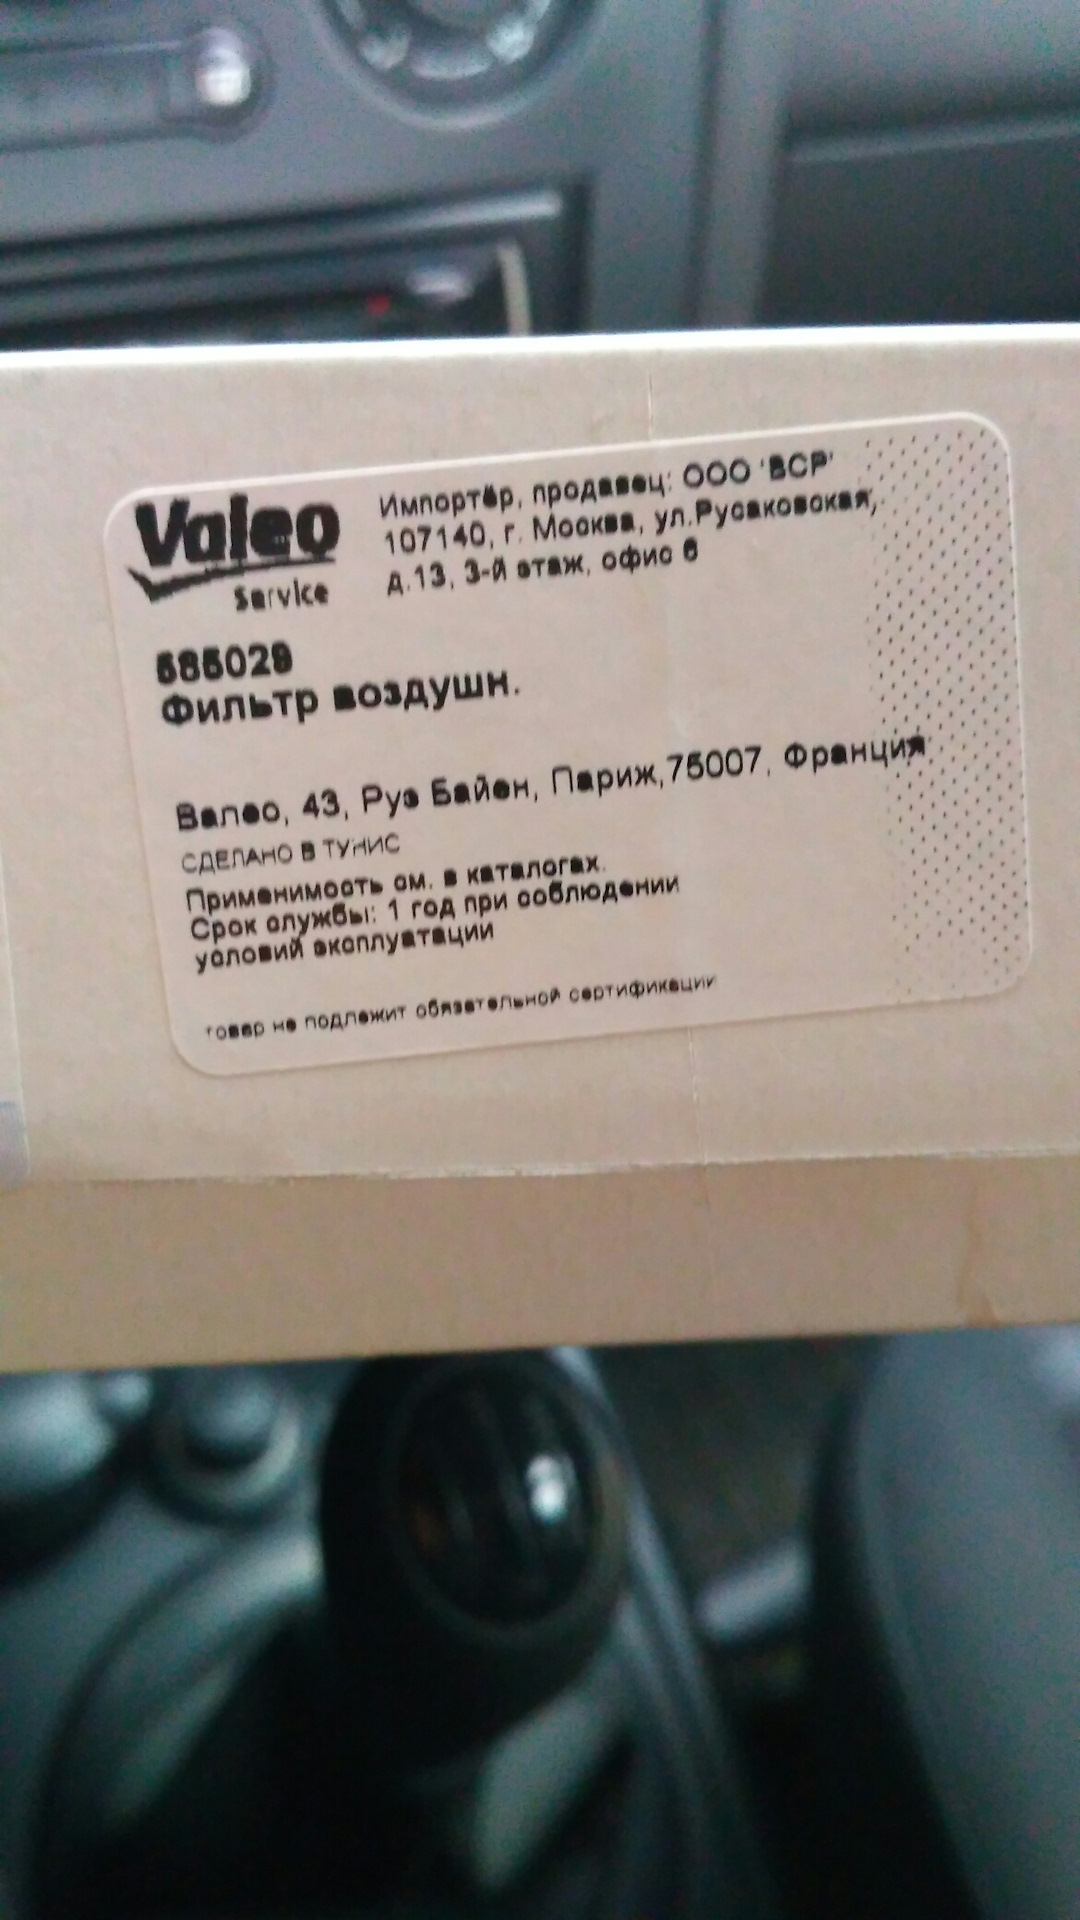 Valeo
Service
Импортёр, продавец: ООО 'ВСР'
107140, г. Москва, ул.Русаковская,
д.13, 3-й этаж, офис 6
585029
Фильтр воздушн.
Валео, 43, Руэ Байен, Париж,75007, Франция
СДЕЛАНО В ТУНИС
Применимость см. в каталогах.
Срок службы: 1 год при соблюдении
условий эксплуатации
товар не подлежит обязательной сертификации